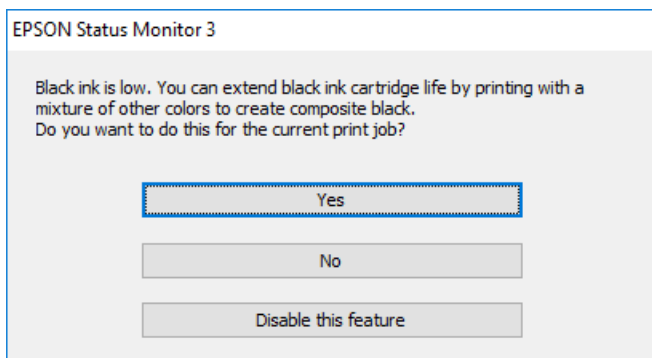 EPSON Status Monitor 3
Black ink is low. You can extend black ink cartridge life by printing with a
mixture of other colors to create composite black.
Do you want to do this for the current print job?
Yes
No
Disable this feature